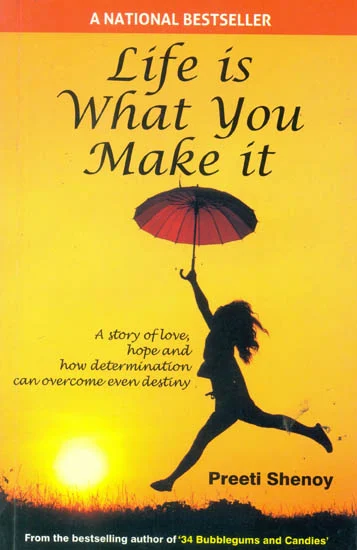 A NATIONAL BESTSELLER
Life is
What You
Make it
A story of love,
hope and
how determination
can overcome even destiny
Preeti Shenoy
From the bestselling author of '34 Bubblegums and Candies'